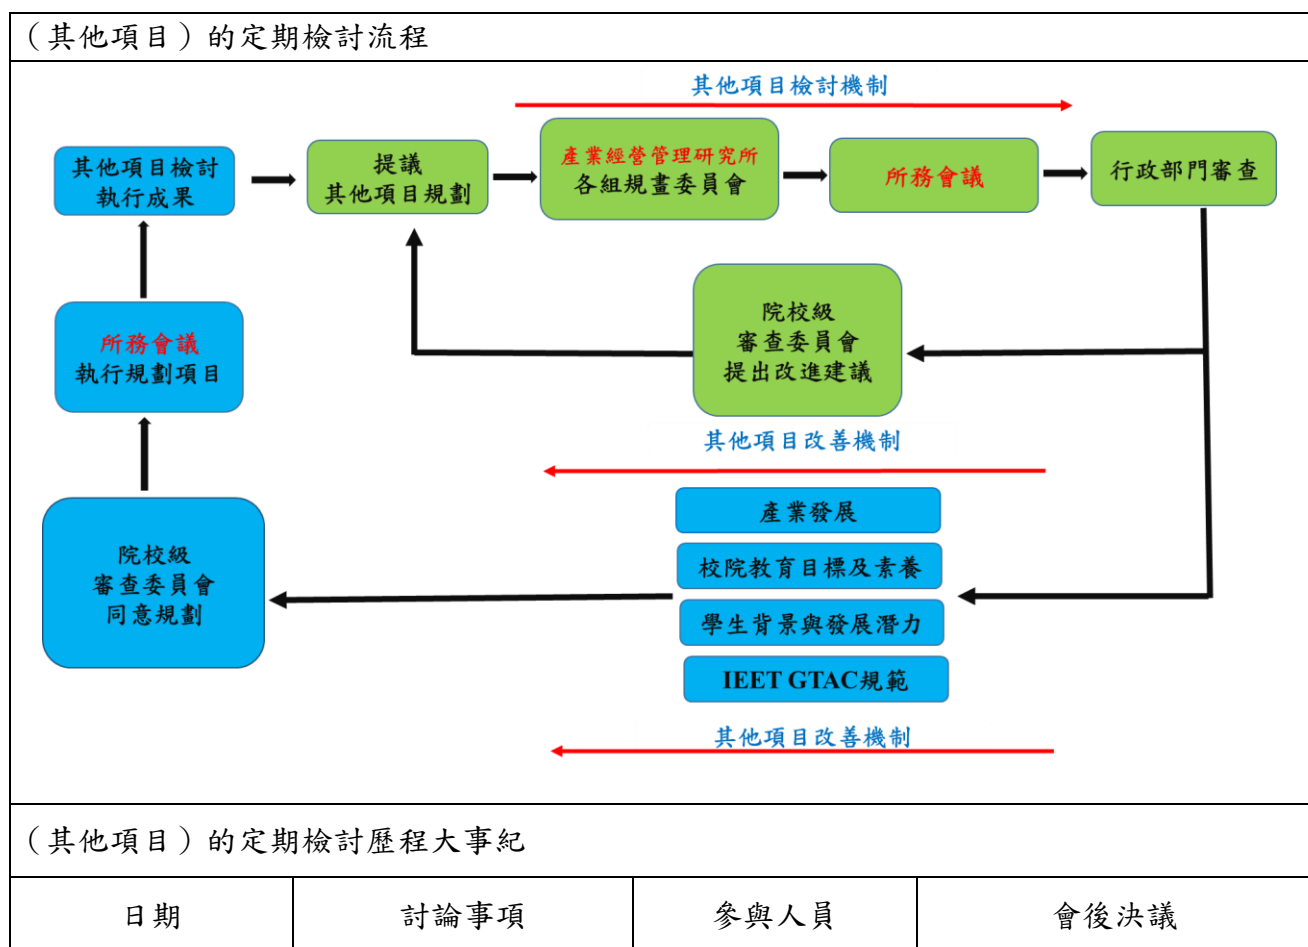 （其他項目）的定期檢討流程
其他項目檢討機制
其他項目檢討
執行成果
提議
其他項目規劃
產業經營管理研究所
各組規畫委員會
所務會議
行政部門審查
院校級
審查委員會
提出改進建議
所務會議
執行規劃項目
其他項目改善機制
產業發展
校院教育目標及素養
學生背景與發展潛力
IEET GTAC規範
院校級
審查委員會
同意規劃
其他項目改善機制
（其他項目）的定期檢討歷程大事紀
日期
討論事項
參與人員
會後決議